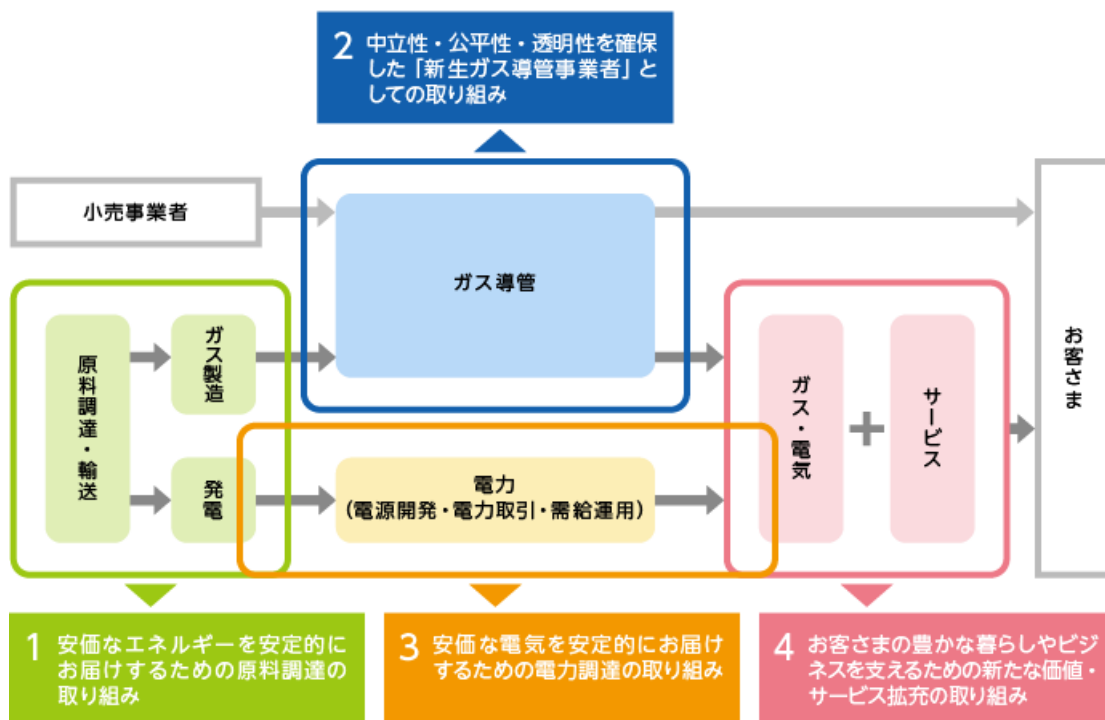 2 中立性・公平性・透明性を確保
した「新生ガス導管事業者」と
しての取り組み
小売事業者
ガス導管
原料調達・輸送
ガス製造
発電
電力
（電源開発・電力取引・需給運用）
ガス・電気
+
サービス
お客さま
1 安価なエネルギーを安定的に
お届けするための原料調達の
取り組み
3 安価な電気を安定的にお届け
するための電力調達の取り組み
4 お客さまの豊かな暮らしやビジ
ネスを支えるための新たな価値・
サービス拡充の取り組み